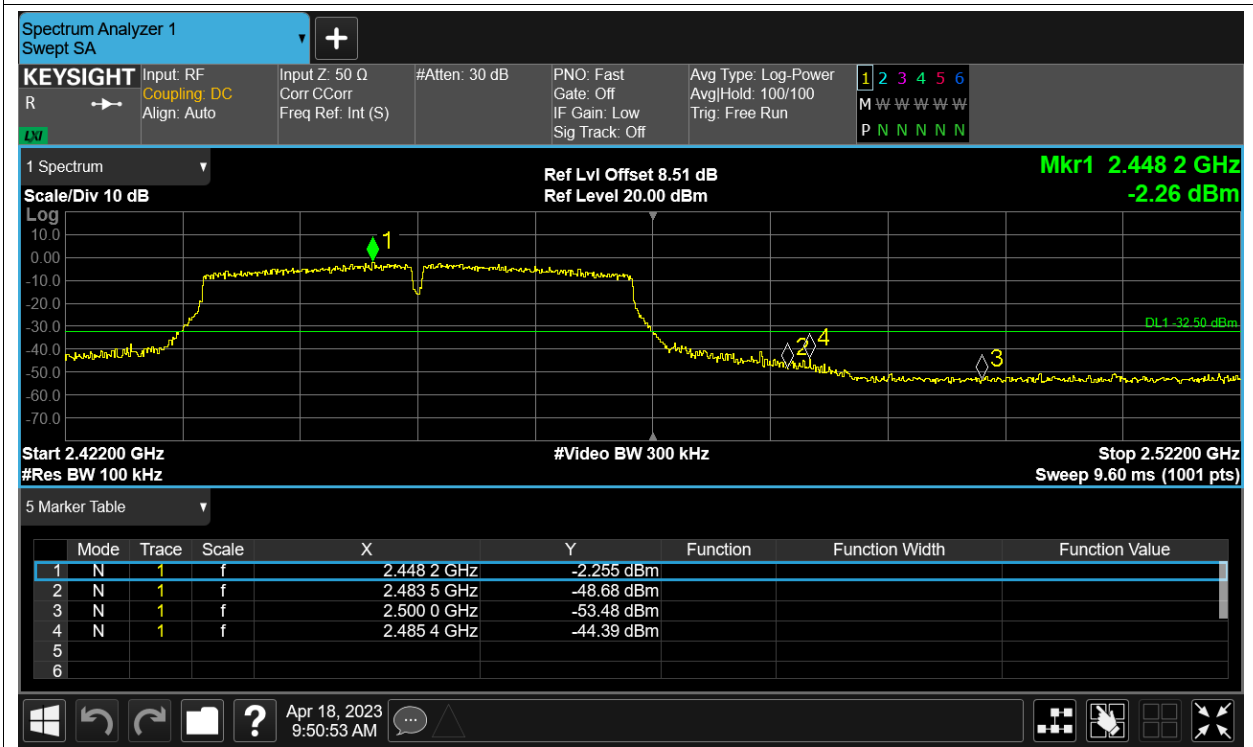 Spectrum Analyzer 1
Swept SA
+
KEYSIGHT Input: RF Input Z: 50 Ω #Atten: 30 dB PNO: Fast Avg Type: Log-Power 1 2 3 4 5 6
R Coupling: DC Corr CCorr Gate: Off Avg|Hold: 100/100 M W W W W W
Align: Auto Freq Ref: Int (S) IF Gain: Low Trig: Free Run
LXI Sig Track: Off P N N N N N
1 Spectrum Ref Lvl Offset 8.51 dB Mkr1 2.448 2 GHz
Scale/Div 10 dB Ref Level 20.00 dBm -2.26 dBm
Log
10.0
1
0.00
-10.0
-20.0
-30.0 DL1 -32.50 dBm
-40.0 2 4
-50.0 3
-60.0
-70.0
Start 2.42200 GHz #Video BW 300 kHz Stop 2.52200 GHz
#Res BW 100 kHz Sweep 9.60 ms (1001 pts)
5 Marker Table
Mode Trace Scale X Y Function Function Width Function Value
1 N 1 f 2.448 2 GHz -2.255 dBm
2 N 1 f 2.483 5 GHz -48.68 dBm
3 N 1 f 2.500 0 GHz -53.48 dBm
4 N 1 f 2.485 4 GHz -44.39 dBm
5
6
? Apr 18, 2023
9:50:53 AM